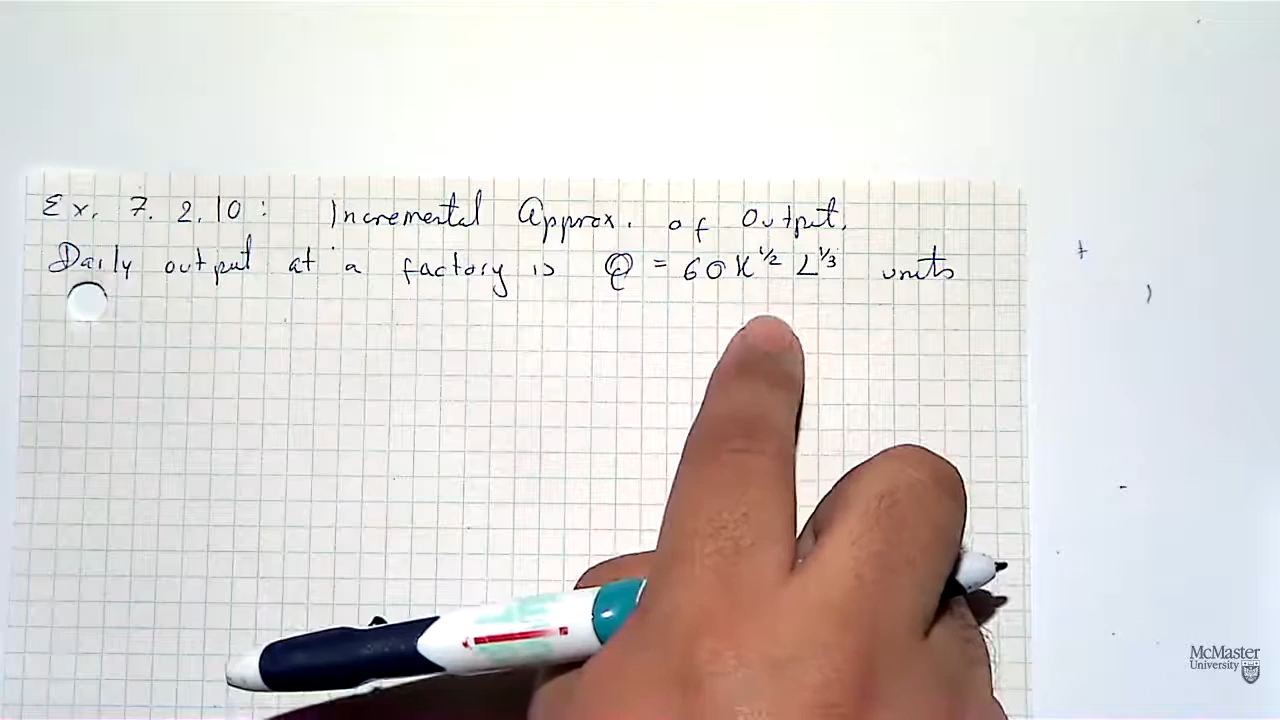 Ex. 7.2.10: Incremental Approx. of Output.
Daily output at a factory is Q = 60 K^1/2 L^1/3 units
McMaster
University